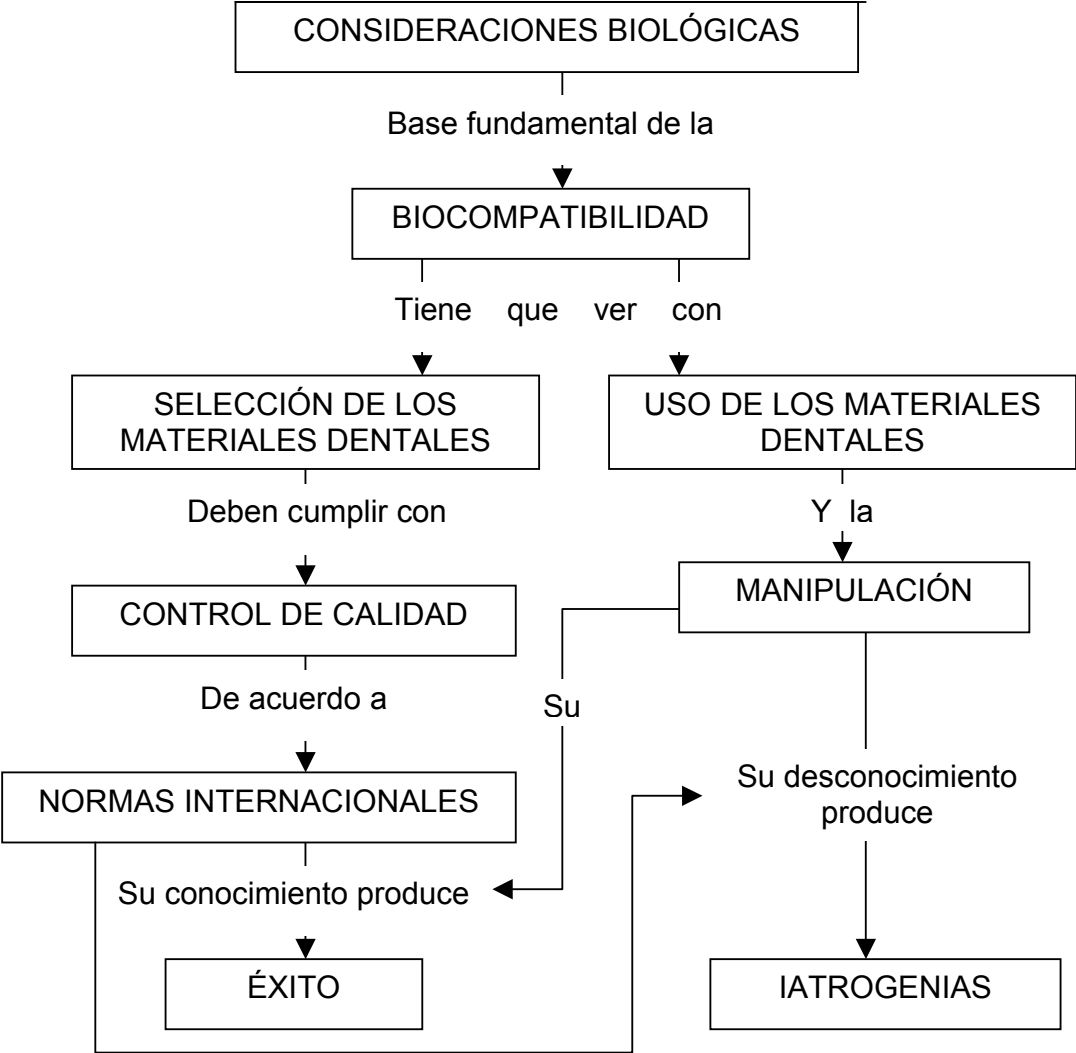 CONSIDERACIONES BIOLÓGICAS
Base fundamental de la
BIOCOMPATIBILIDAD
Tiene que ver con
SELECCIÓN DE LOS
MATERIALES DENTALES
USO DE LOS MATERIALES
DENTALES
Deben cumplir con
Y la
CONTROL DE CALIDAD
MANIPULACIÓN
De acuerdo a
Su
NORMAS INTERNACIONALES
Su desconocimiento
produce
Su conocimiento produce
ÉXITO
IATROGENIAS